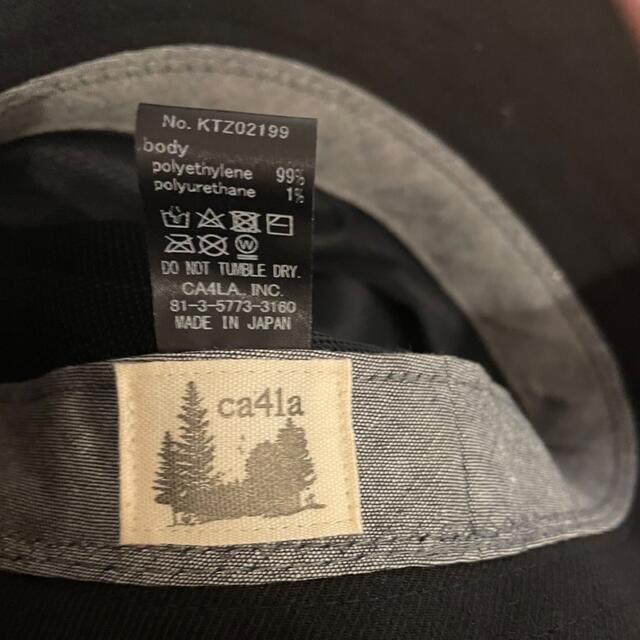 No. KTZ02199
body
polyethylene 99%
polyurethane 1%
W
DO NOT TUMBLE DRY.
CA4LA, INC.
81-3-5773-3160
MADE IN JAPAN
ca4la